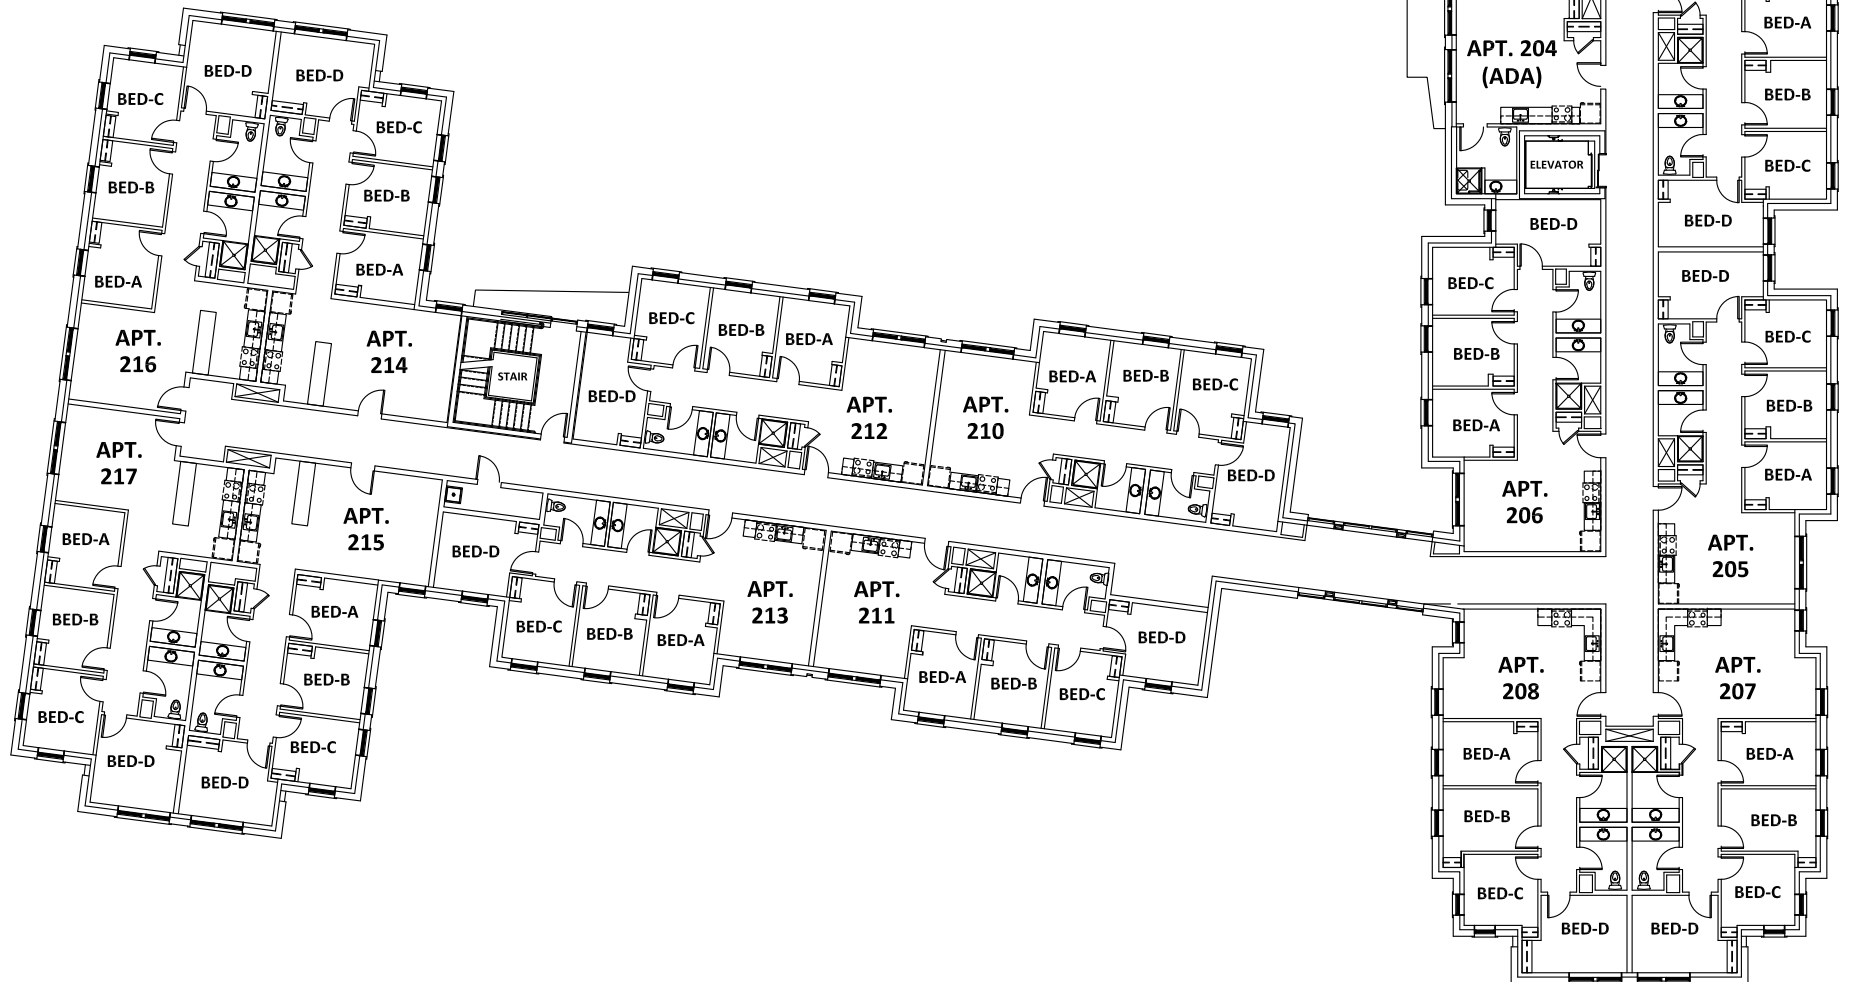 BED-D
BED-D
BED-C
BED-C
BED-B
BED-B
BED-A
BED-A
APT.
216
APT.
214
STAIR
BED-D
BED-C
BED-B
BED-A
APT.
212
APT.
210
BED-A
BED-B
BED-C
BED-D
APT.
217
APT.
215
BED-A
BED-B
BED-C
BED-D
BED-A
BED-B
BED-C
BED-D
BED-D
BED-C
BED-B
BED-A
APT.
213
APT.
211
BED-A
BED-B
BED-C
BED-D
APT. 204
(ADA)
ELEVATOR
BED-D
BED-C
BED-B
BED-A
APT.
206
BED-A
BED-B
BED-C
BED-D
BED-D
BED-C
BED-B
BED-A
APT.
205
APT.
208
BED-A
BED-B
BED-C
BED-D
APT.
207
BED-A
BED-B
BED-C
BED-D